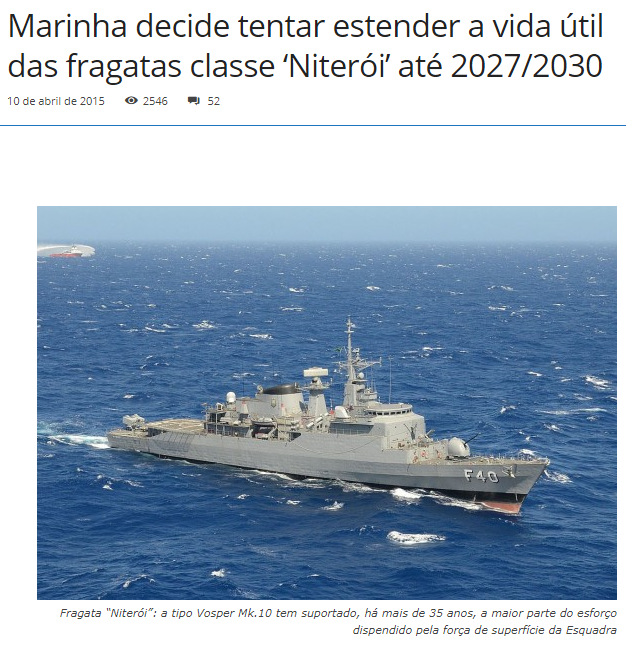 Marinha decide tentar estender a vida útil
das fragatas classe ‘Niterói’ até 2027/2030
10 de abril de 2015 2546 52
F40
Fragata “Niterói”: a tipo Vosper Mk.10 tem suportado, há mais de 35 anos, a maior parte do esforço
dispendido pela força de superfície da Esquadra